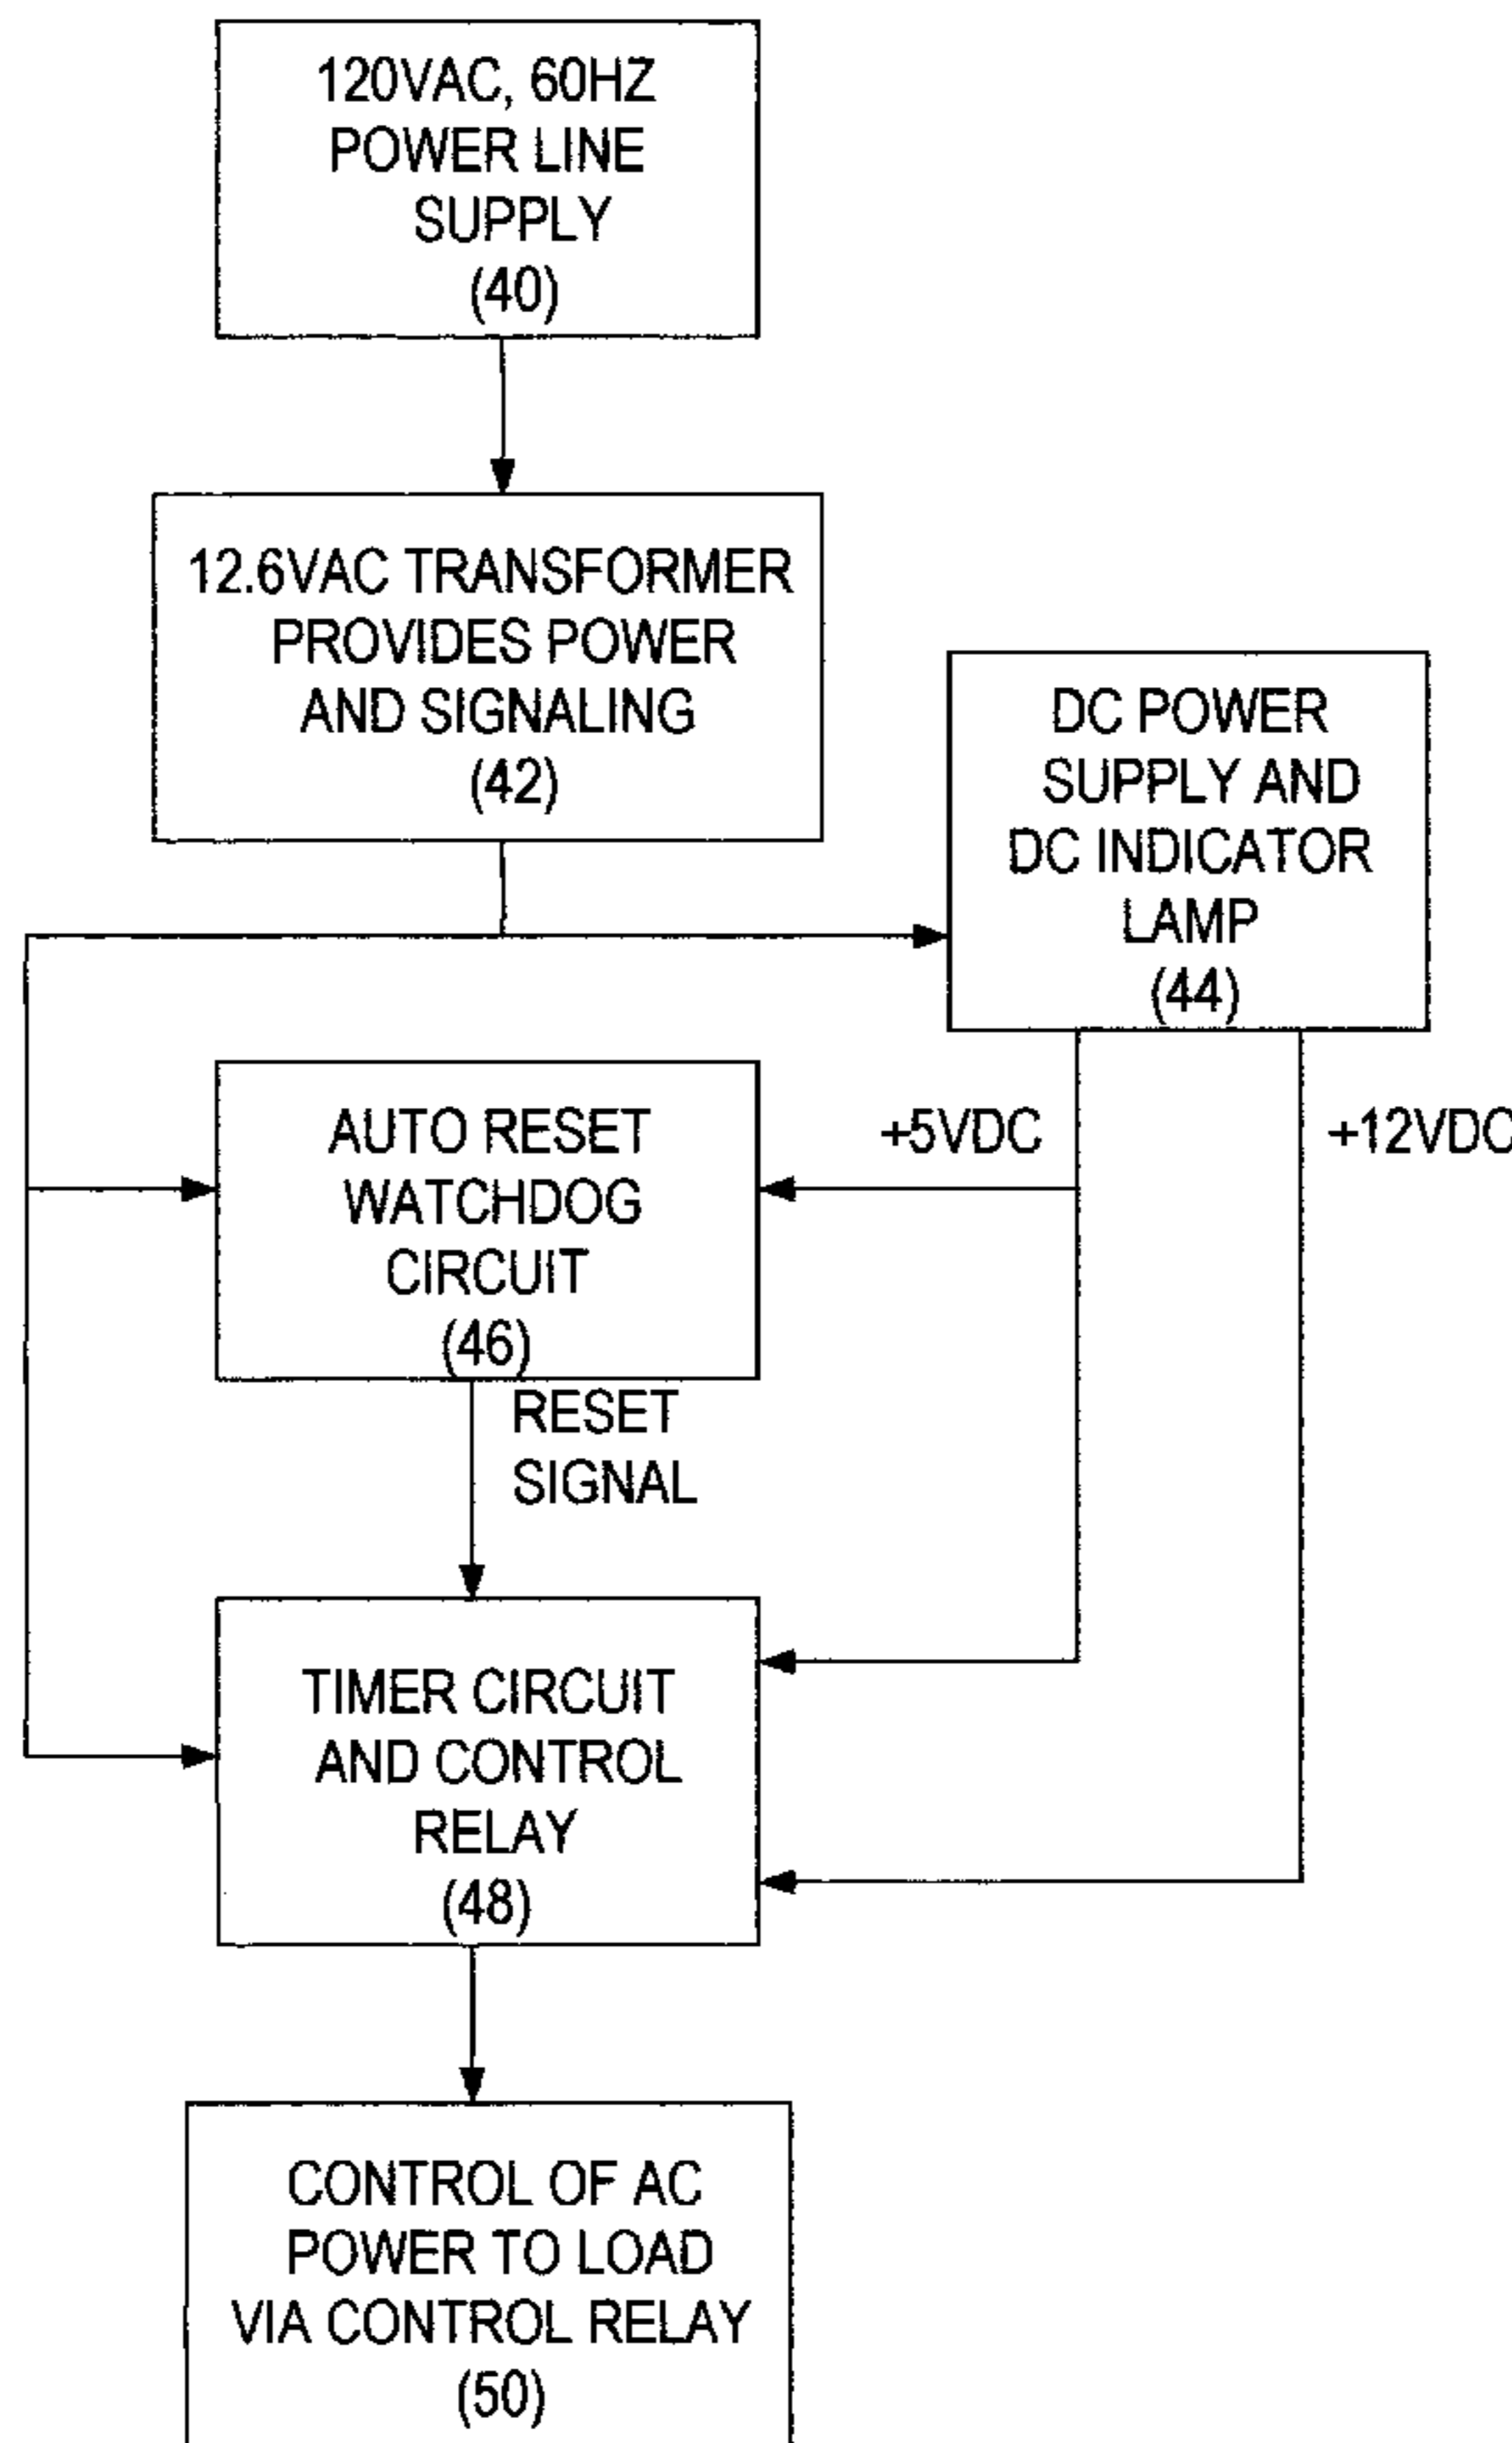 120VAC, 60HZ
POWER LINE
SUPPLY
(40)
12.6VAC TRANSFORMER
PROVIDES POWER
AND SIGNALING
(42)
DC POWER
SUPPLY AND
DC INDICATOR
LAMP
(44)
AUTO RESET
WATCHDOG
CIRCUIT
(46)
+5VDC
+12VDC
RESET
SIGNAL
TIMER CIRCUIT
AND CONTROL
RELAY
(48)
CONTROL OF AC
POWER TO LOAD
VIA CONTROL RELAY
(50)